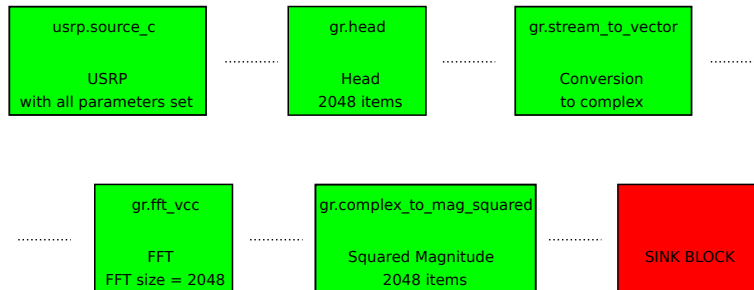 usrp.source_c
USRP
with all parameters set
gr.head
Head
2048 items
gr.stream_to_vector
Conversion
to complex
gr.fft_vcc
FFT
FFT size = 2048
gr.complex_to_mag_squared
Squared Magnitude
2048 items
SINK BLOCK